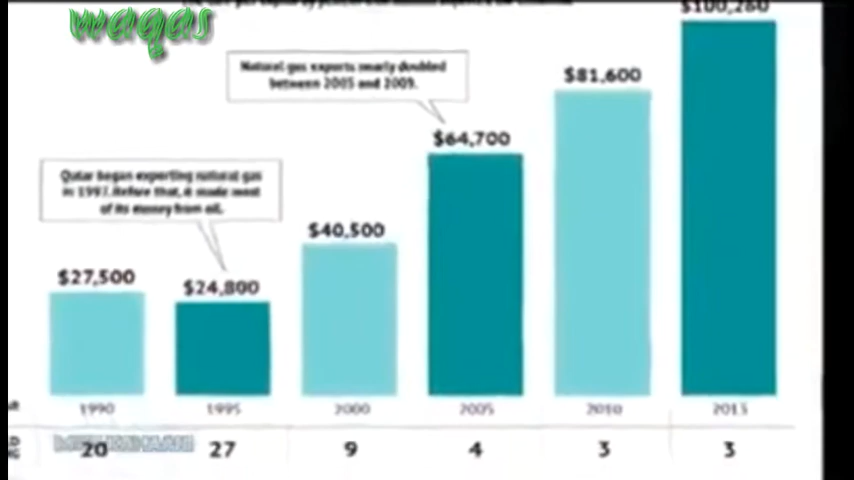 waqas
$100,260
$81,600
Natural gas exports nearly doubled
between 2005 and 2009.
$64,700
Qatar began exporting natural gas
in 1997. Before that, it made most
of its money from oil.
$40,500
$27,500
$24,800
1990 1995 2000 2005 2010 2013
20 27 9 4 3 3